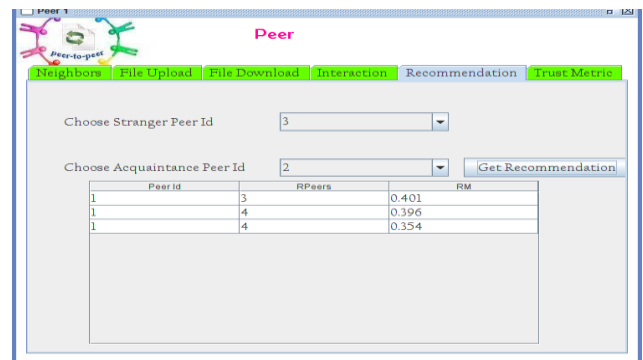 Peer 1
Peer
peer-to-peer
Neighbors File Upload File Download Interaction Recommendation Trust Metric
Choose Stranger Peer Id 3
Choose Acquaintance Peer Id 2 Get Recommendation
Peer Id RPeers RM
1 3 0.401
1 4 0.396
1 4 0.354